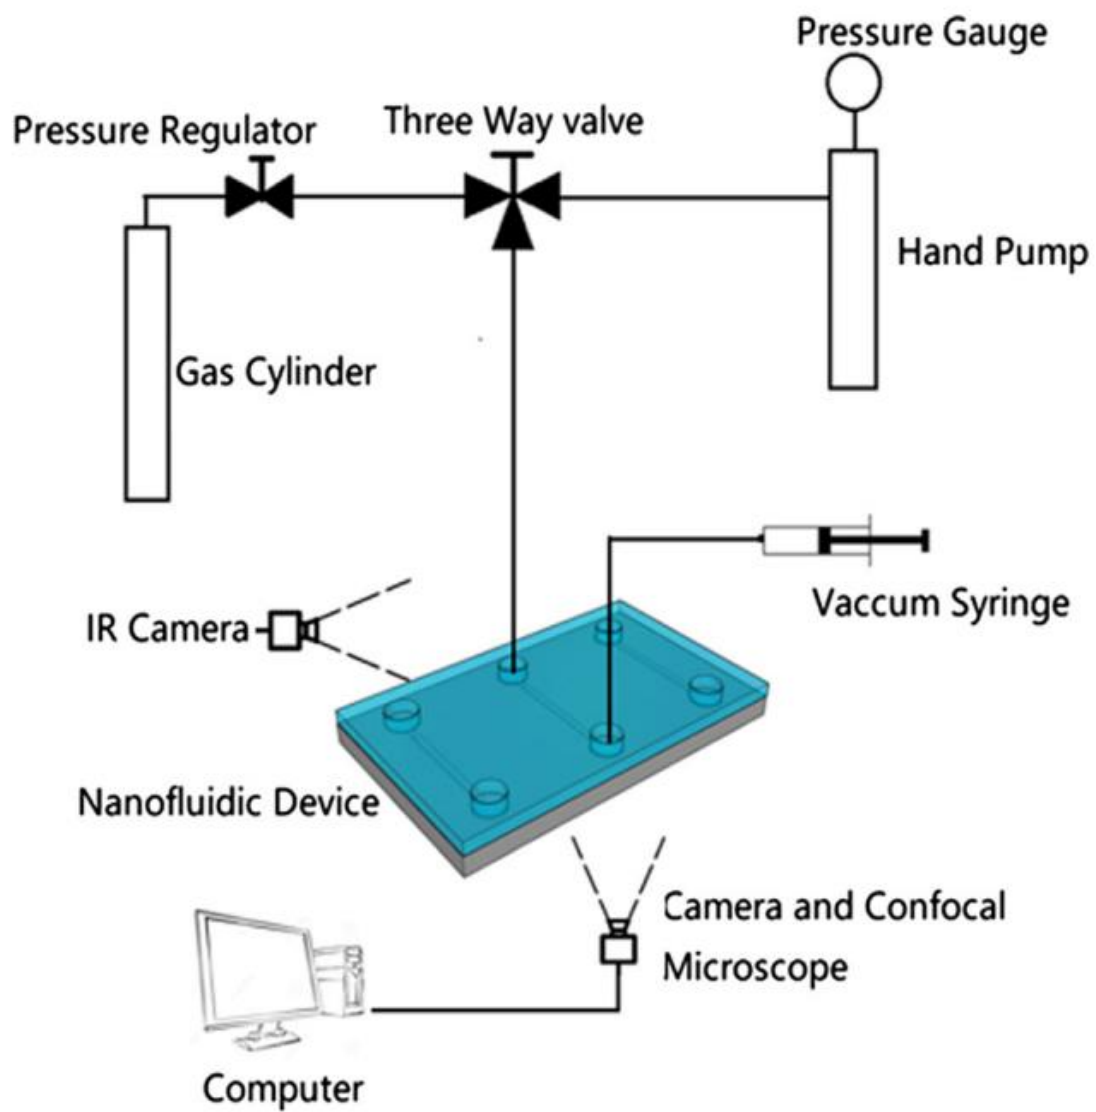 Pressure Gauge
Three Way valve
Pressure Regulator
Hand Pump
Gas Cylinder
Vaccum Syringe
IR Camera
Nanofluidic Device
Camera and Confocal
Microscope
Computer